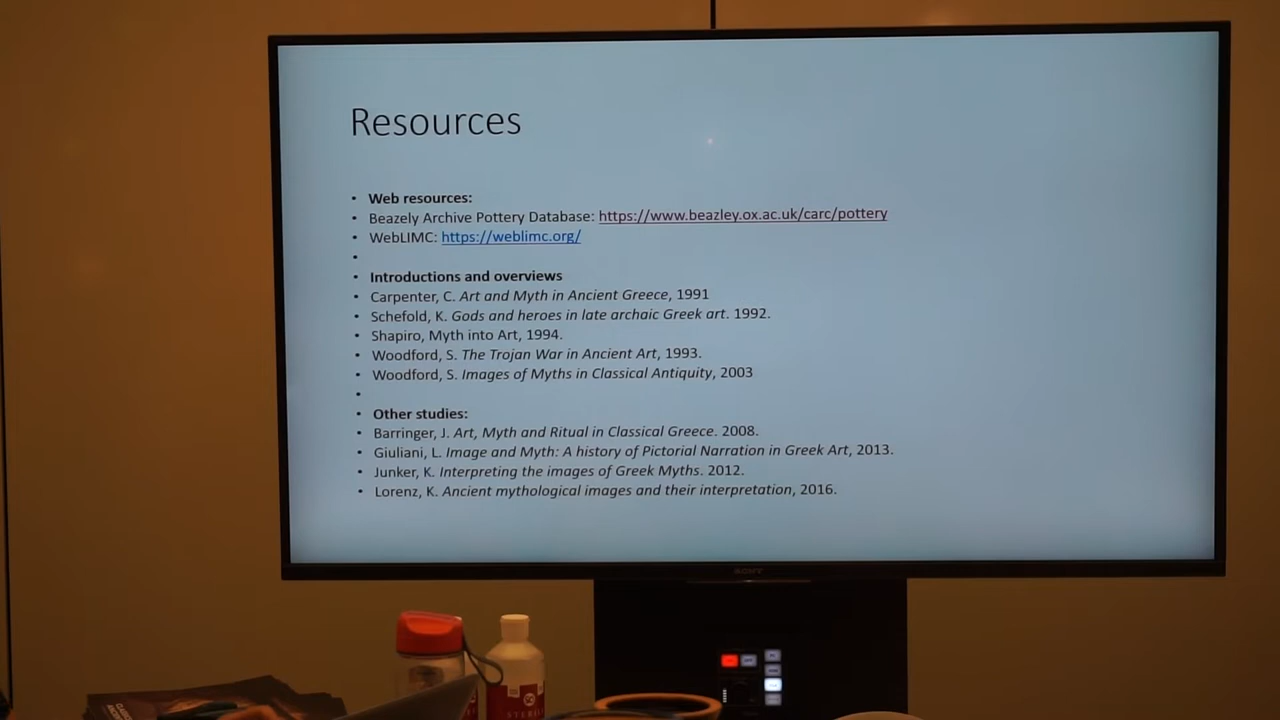 Resources
• Web resources:
• Beazely Archive Pottery Database: https://www.beazley.ox.ac.uk/carc/pottery
• WebLIMC: https://weblimc.org/
•
• Introductions and overviews
• Carpenter, C. Art and Myth in Ancient Greece, 1991
• Schefold, K. Gods and heroes in late archaic Greek art. 1992.
• Shapiro, Myth into Art, 1994.
• Woodford, S. The Trojan War in Ancient Art, 1993.
• Woodford, S. Images of Myths in Classical Antiquity, 2003
•
• Other studies:
• Barringer, J. Art, Myth and Ritual in Classical Greece. 2008.
• Giuliani, L. Image and Myth: A history of Pictorial Narration in Greek Art, 2013.
• Junker, K. Interpreting the images of Greek Myths. 2012.
• Lorenz, K. Ancient mythological images and their interpretation, 2016.
SONY